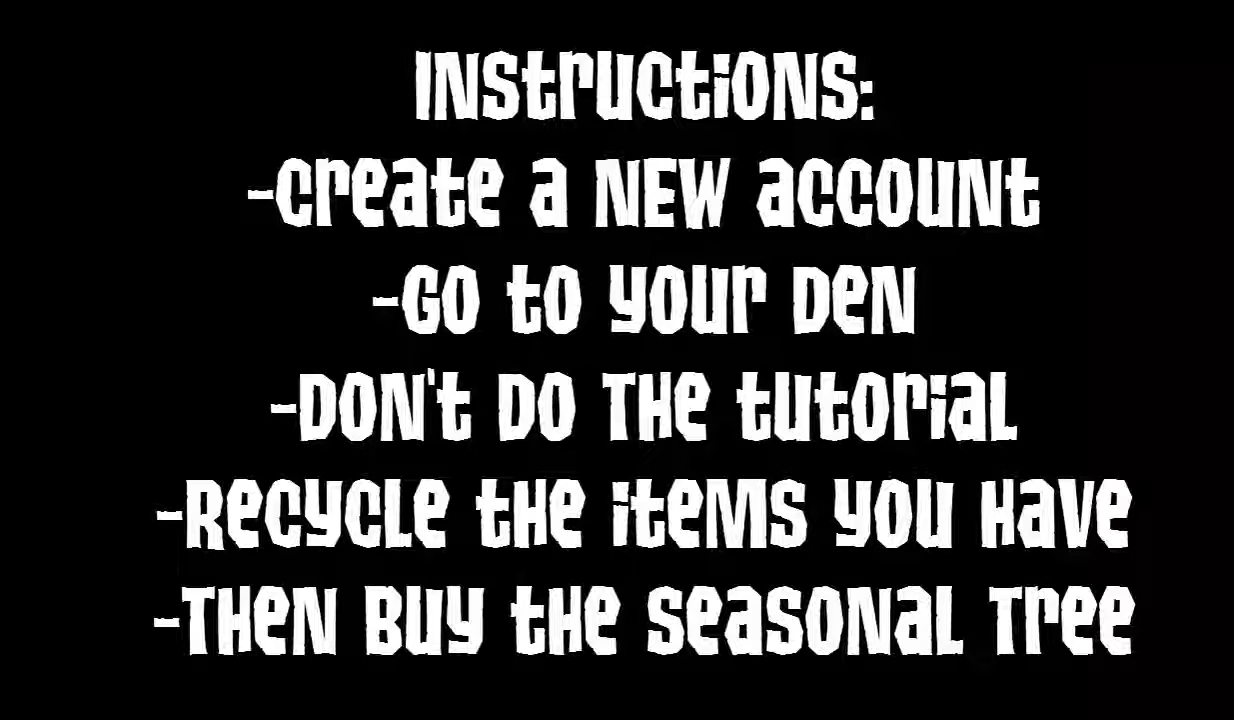 Instructions:
-Create a NEW account
-Go to your den
-Don't do the tutorial
-Recycle the items you have
-Then buy the seasonal tree